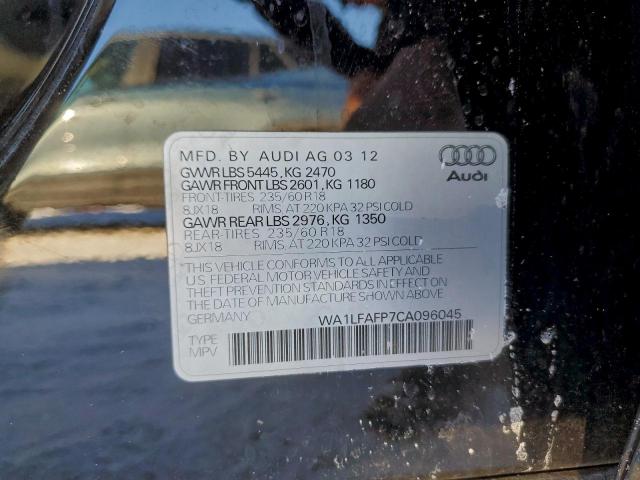 MFD. BY AUDI AG 03 12
GVWR LBS 5445, KG 2470
GAWR FRONT LBS 2601, KG 1180
FRONT-TIRES 235/60 R18
8JX18 RIMS, AT 220 KPA 32 PSI COLD
GAWR REAR LBS 2976, KG 1350
REAR-TIRES 235/60 R18
8JX18 RIMS, AT 220 KPA 32 PSI COLD
Audi
THIS VEHICLE CONFORMS TO ALL APPLICABLE
U S FEDERAL MOTOR VEHICLE SAFETY AND
THEFT PREVENTION STANDARDS IN EFFECT ON
THE DATE OF MANUFACTURE SHOWN ABOVE.
GERMANY WA1LFAFP7CA096045
TYPE
MPV